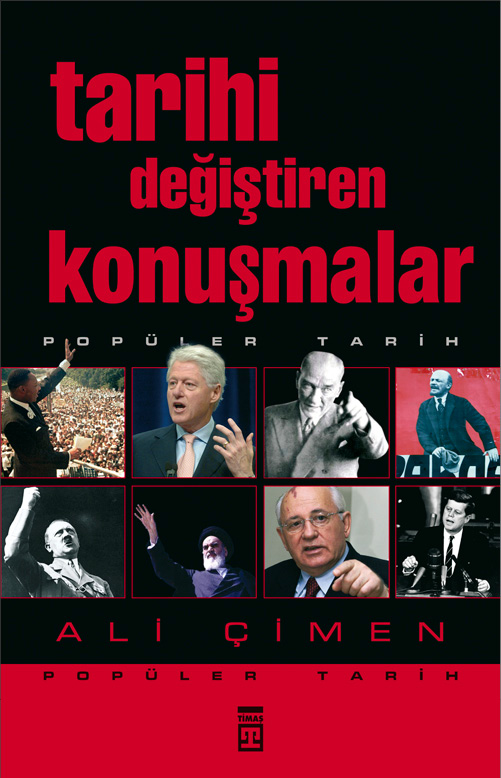 tarihi
değiştiren
konuşmalar
POPÜLER TARİH
ALİ ÇİMEN
POPÜLER TARİH
TİMAŞ